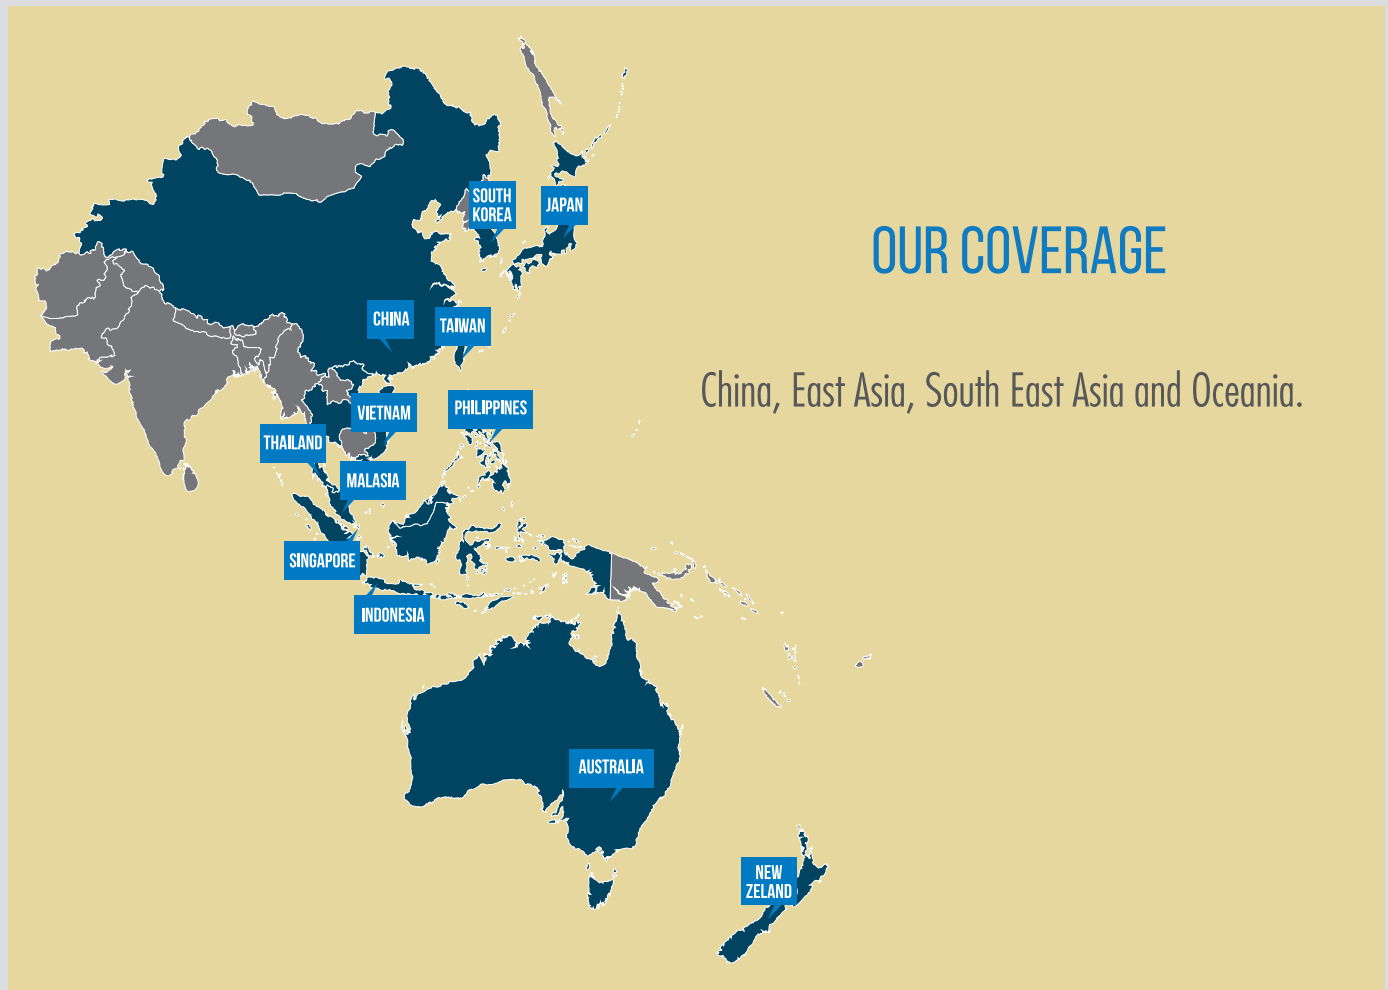 SOUTH
KOREA
JAPAN
OUR COVERAGE
CHINA
TAIWAN
China, East Asia, South East Asia and Oceania.
VIETNAM
PHILIPPINES
THAILAND
MALASIA
SINGAPORE
INDONESIA
AUSTRALIA
NEW
ZELAND